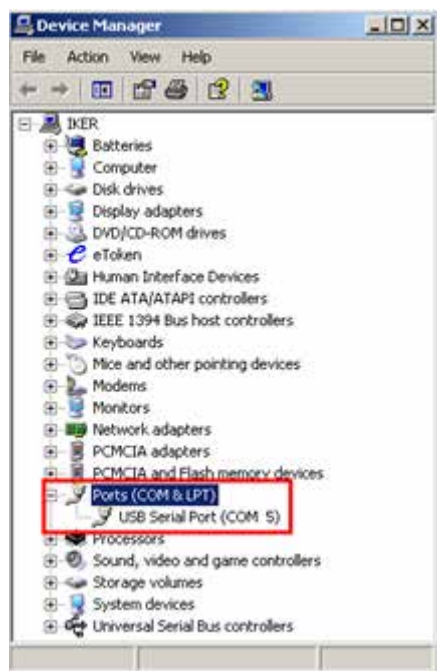 Device Manager
File Action View Help
IKER
Batteries
Computer
Disk drives
Display adapters
DVD/CD-ROM drives
eToken
Human Interface Devices
IDE ATA/ATAPI controllers
IEEE 1394 Bus host controllers
Keyboards
Mice and other pointing devices
Modems
Monitors
Network adapters
PCMCIA adapters
PCMCIA and Flash memory devices
Ports (COM & LPT)
USB Serial Port (COM 5)
Processors
Sound, video and game controllers
Storage volumes
System devices
Universal Serial Bus controllers